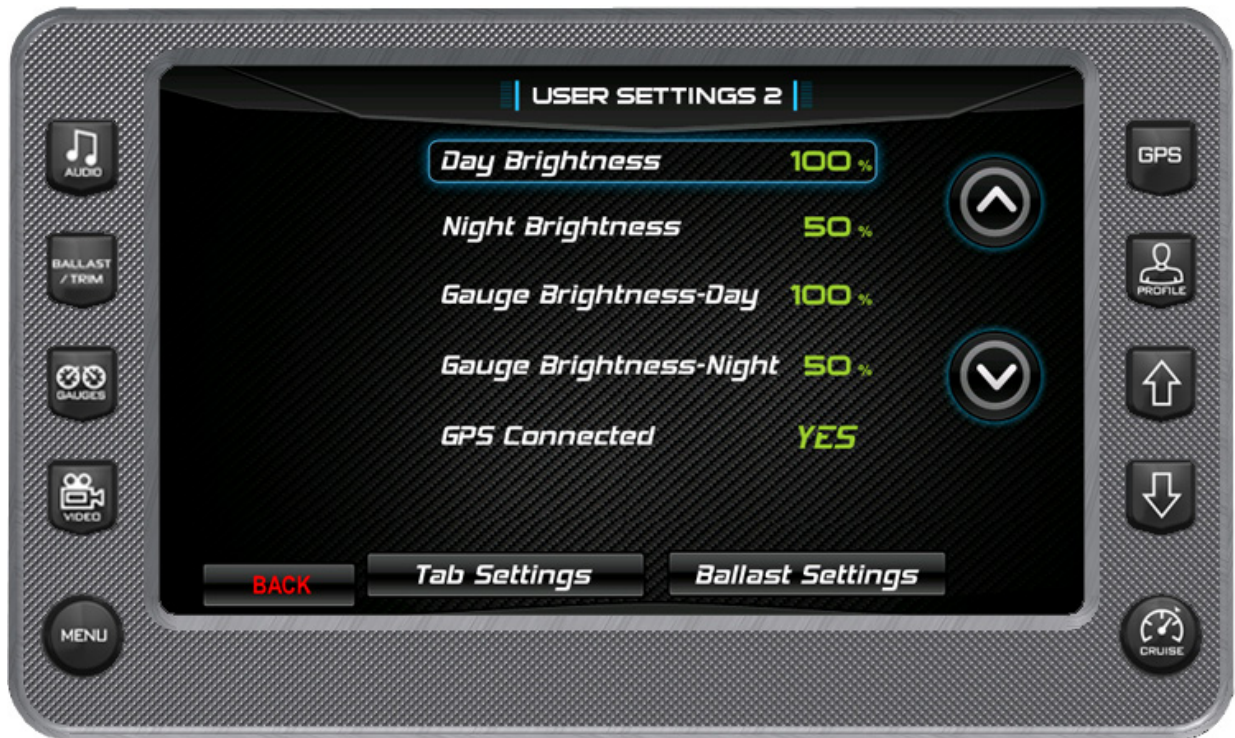 USER SETTINGS 2
Day Brightness 100 %
Night Brightness 50 %
Gauge Brightness-Day 100 %
Gauge Brightness-Night 50 %
GPS Connected YES
BACK
Tab Settings
Ballast Settings
AUDIO
BALLAST
/ TRIM
GAUGES
VIDEO
MENU
GPS
PROFILE
CRUISE